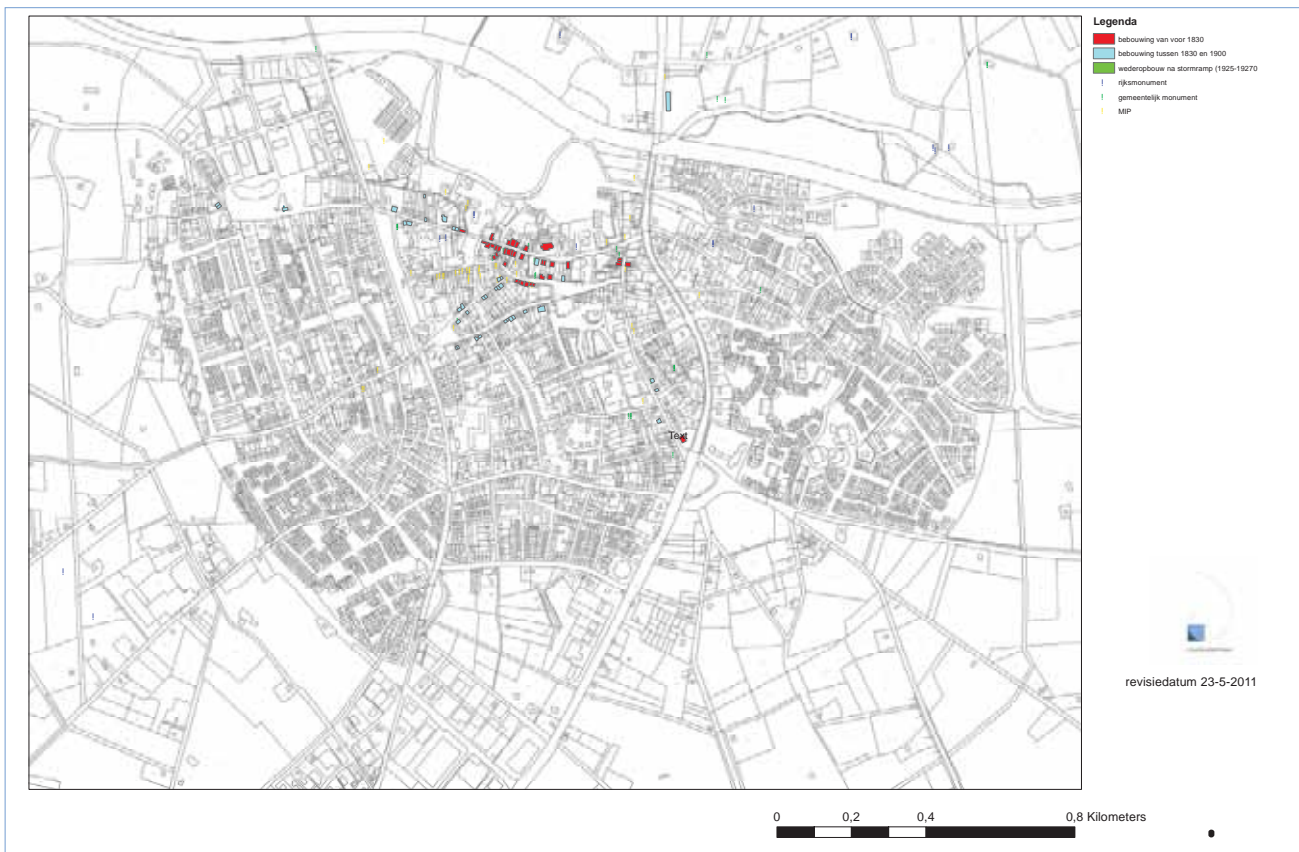 Legenda
bebouwing van voor 1830
bebouwing tussen 1830 en 1900
wederopbouw na stormramp (1925-19270
! rijksmonument
! gemeentelijk monument
! MIP
Text
revisiedatum 23-5-2011
0 0,2 0,4 0,8 Kilometers